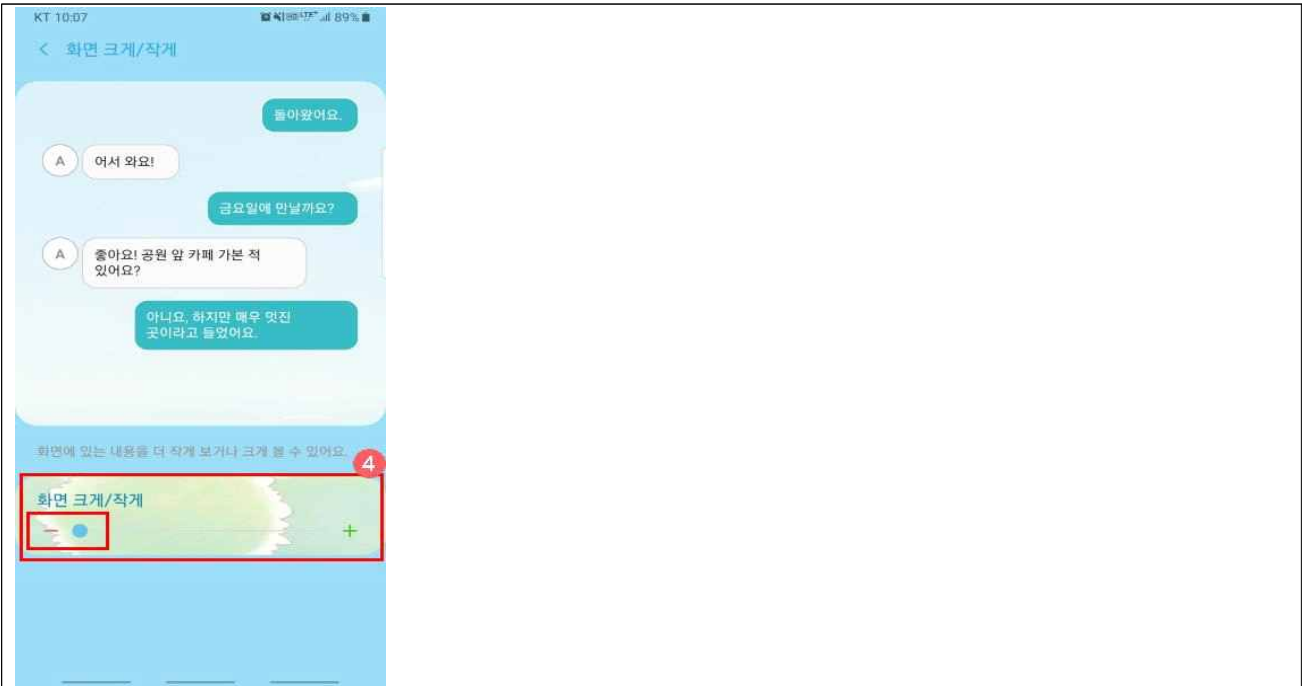 KT 10:07 89%
< 화면 크게/작게
돌아왔어요.
A 어서 와요!
금요일에 만날까요?
A 좋아요! 공원 앞 카페 가본 적
있어요?
아니요, 하지만 매우 멋진
곳이라고 들었어요.
화면에 있는 내용을 더 작게 보거나 크게 볼 수 있어요.
4
화면 크게/작게
− +